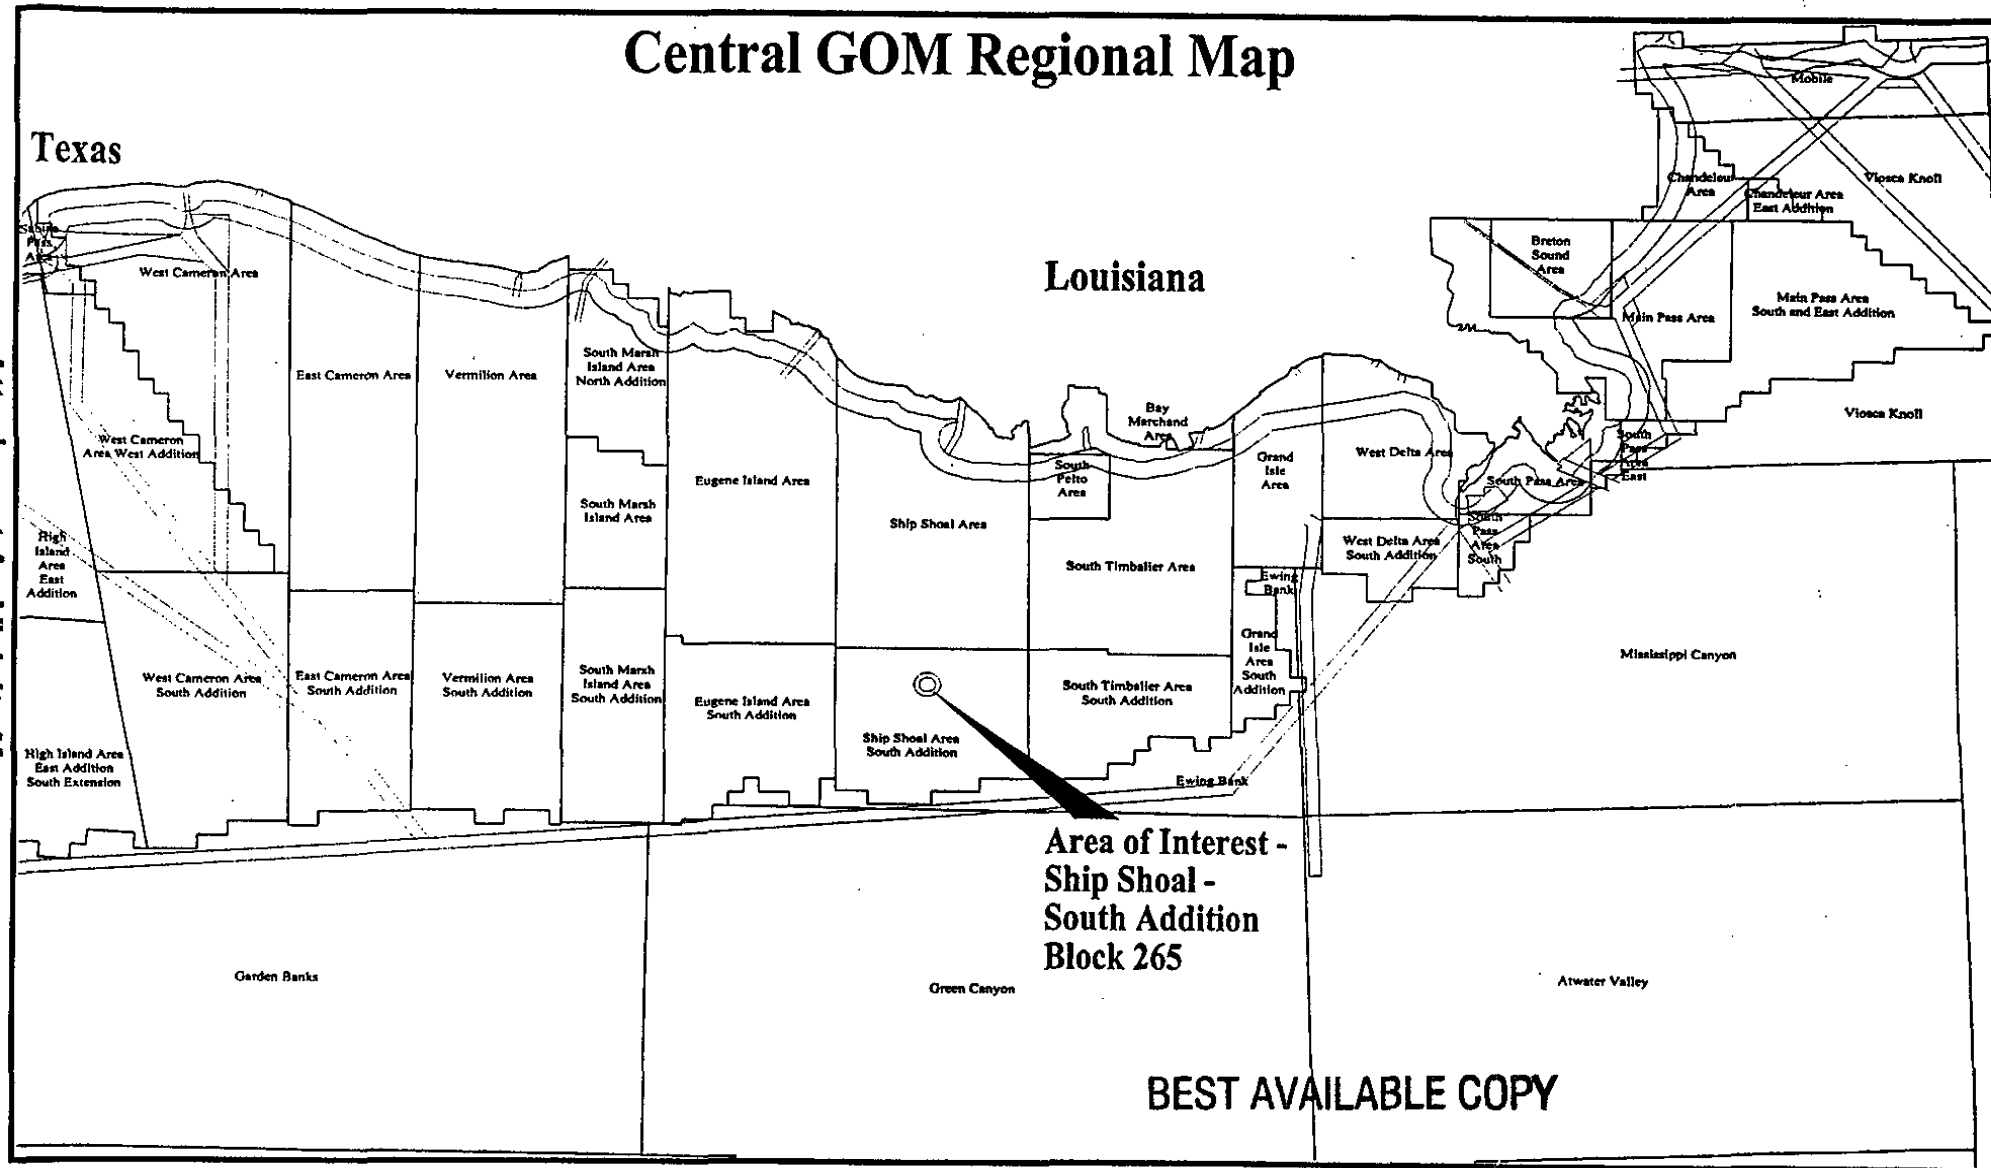 Central GOM Regional Map
Texas
Louisiana
Mobile
Viosca Knoll
Chandeleur
Area
Chandeleur Area
East Addition
Breton
Sound
Area
Main Pass Area
Main Pass Area
South and East Addition
Viosca Knoll
Sabine
Pass
Area
West Cameron Area
West Cameron
Area West Addition
East Cameron Area
Vermilion Area
South Marsh
Island Area
North Addition
South Marsh
Island Area
Eugene Island Area
Ship Shoal Area
South
Pelto
Area
Bay
Marchand
Area
South Timbalier Area
Grand
Isle
Area
West Delta Area
West Delta Area
South Addition
South Pass Area
South
Pass
Area
East
South
Pass
Area
South
Ewing
Bank
Grand
Isle
Area
South
Addition
Mississippi Canyon
High
Island
Area
East
Addition
High Island Area
East Addition
South Extension
West Cameron Area
South Addition
East Cameron Area
South Addition
Vermilion Area
South Addition
South Marsh
Island Area
South Addition
Eugene Island Area
South Addition
Ship Shoal Area
South Addition
South Timbalier Area
South Addition
Ewing Bank
Area of Interest -
Ship Shoal -
South Addition
Block 265
Garden Banks
Green Canyon
Atwater Valley
BEST AVAILABLE COPY